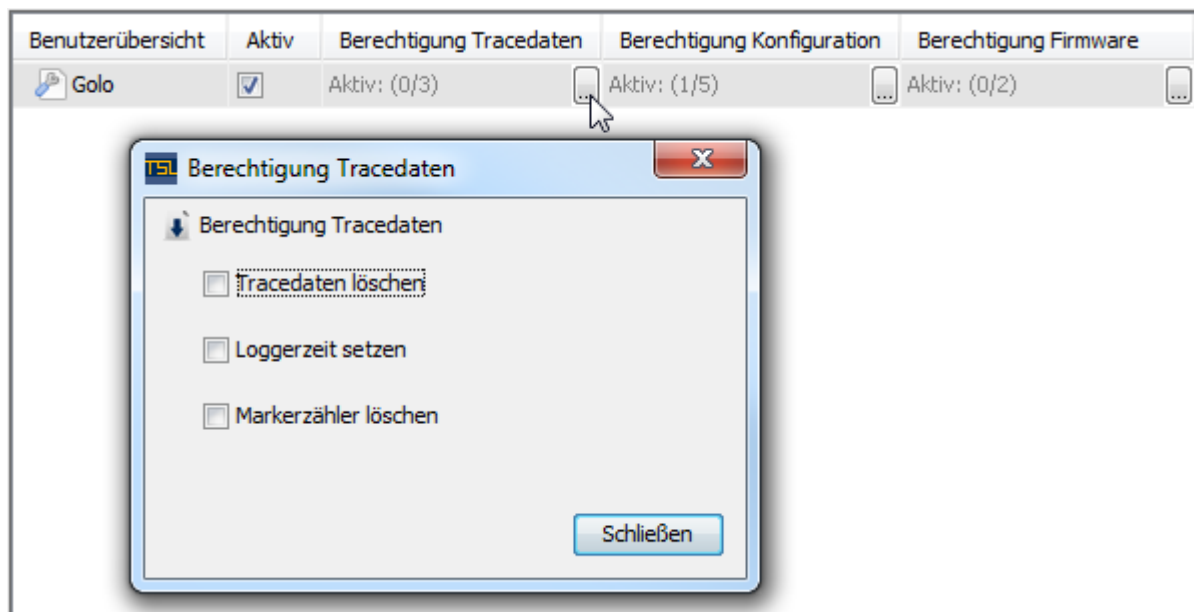 Benutzerübersicht Aktiv Berechtigung Tracedaten Berechtigung Konfiguration Berechtigung Firmware
Golo Aktiv: (0/3) ... Aktiv: (1/5) ... Aktiv: (0/2) ...
TSL Berechtigung Tracedaten
Berechtigung Tracedaten
Tracedaten löschen
Loggerzeit setzen
Markerzähler löschen
Schließen